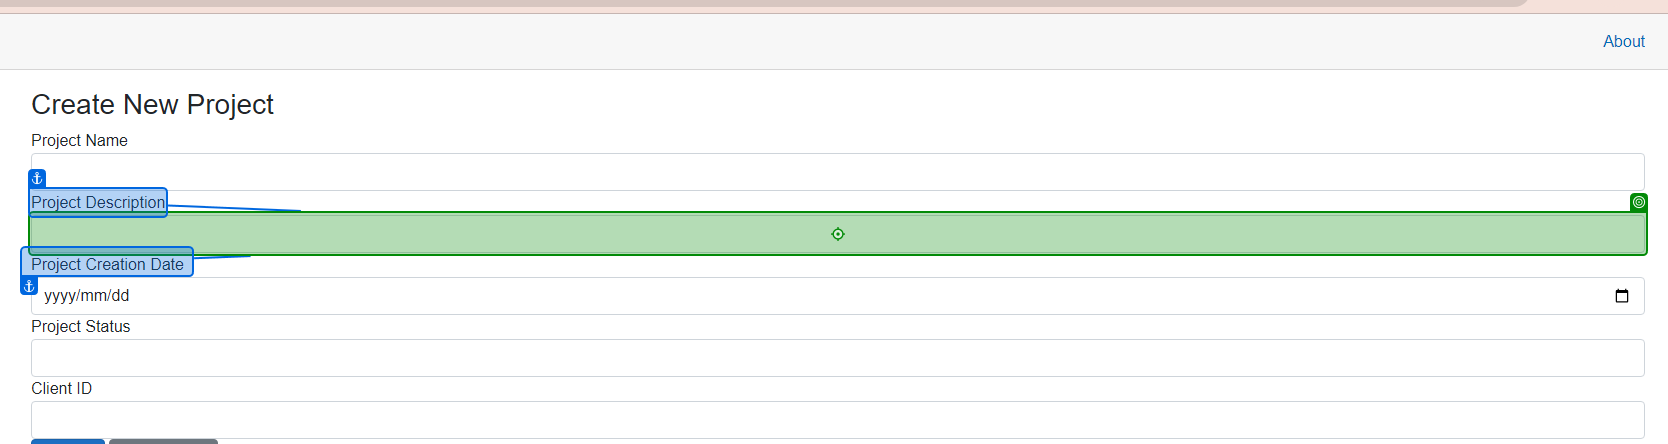 About
Create New Project
Project Name
Project Description
Project Creation Date
yyyy/mm/dd
Project Status
Client ID